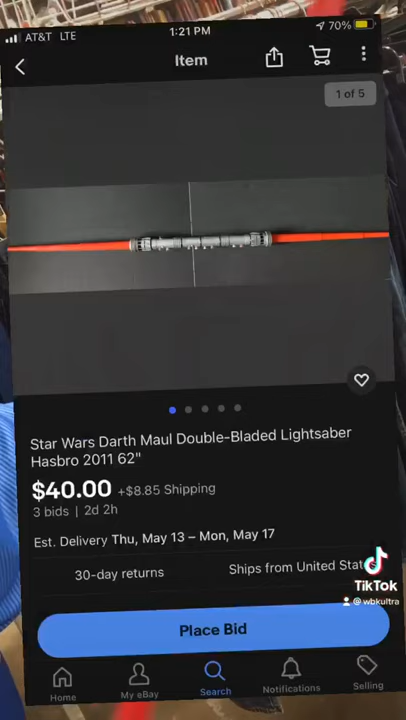 AT&T LTE
1:21 PM
70%
Item
1 of 5
Star Wars Darth Maul Double-Bladed Lightsaber
Hasbro 2011 62"
$40.00 +$8.85 Shipping
3 bids | 2d 2h
Est. Delivery Thu, May 13 – Mon, May 17
30-day returns
Ships from United Stat
TikTok
@wbkultra
Place Bid
Home
My eBay
Search
Notifications
Selling